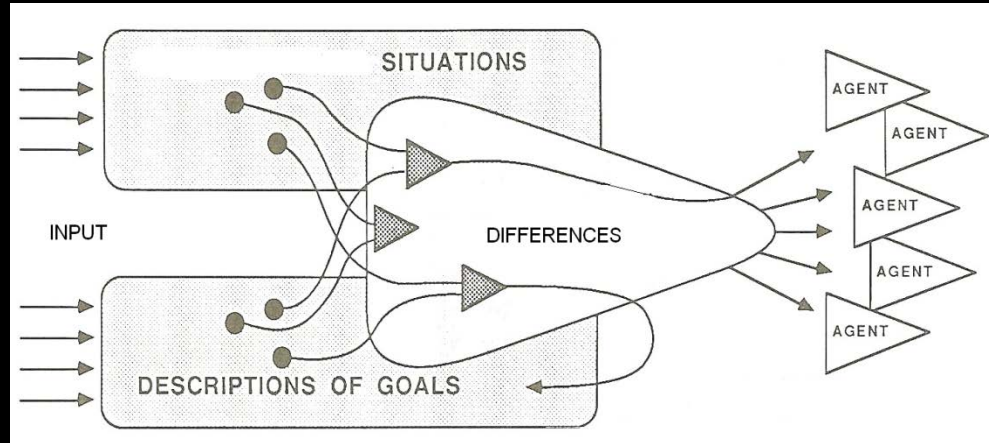 SITUATIONS
AGENT
AGENT
AGENT
INPUT
DIFFERENCES
AGENT
AGENT
DESCRIPTIONS OF GOALS